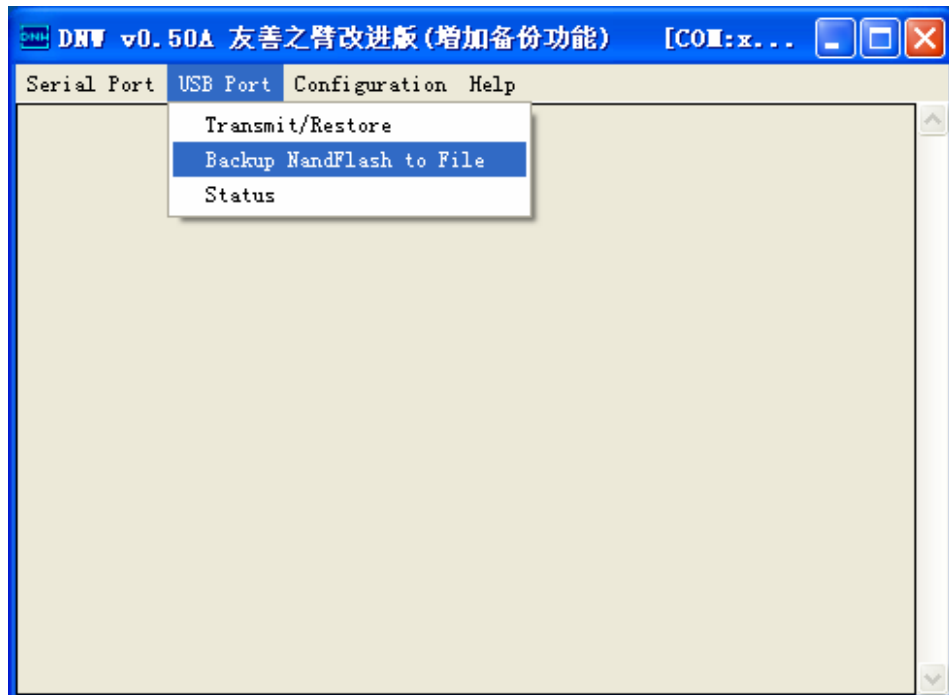 DNW v0.50A 友善之臂改进版(增加备份功能) [COM:x...
Serial Port USB Port Configuration Help
Transmit/Restore
Backup NandFlash to File
Status